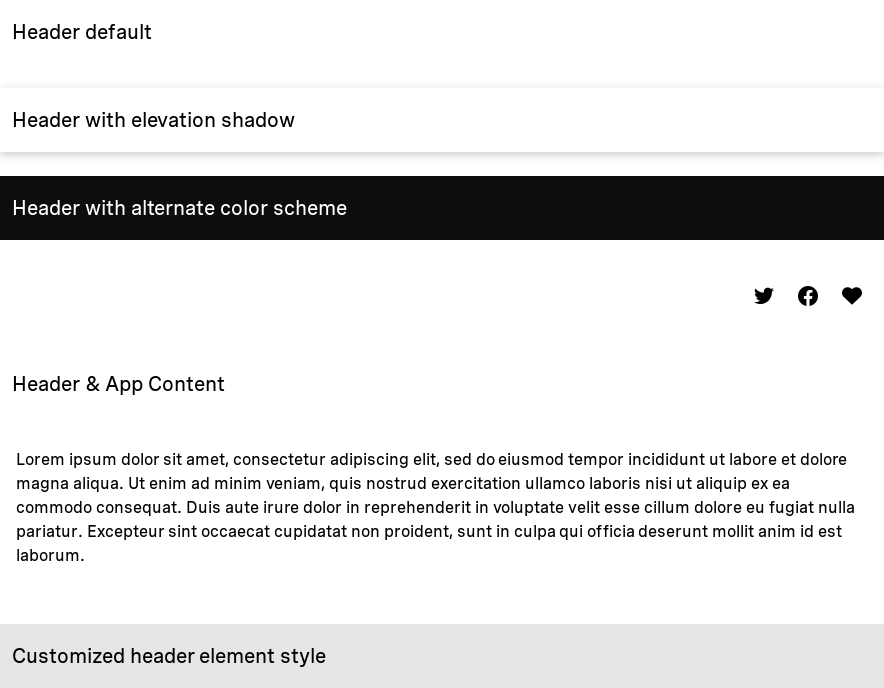 Header default
Header with elevation shadow
Header with alternate color scheme
Header & App Content
Lorem ipsum dolor sit amet, consectetur adipiscing elit, sed do eiusmod tempor incididunt ut labore et dolore
magna aliqua. Ut enim ad minim veniam, quis nostrud exercitation ullamco laboris nisi ut aliquip ex ea
commodo consequat. Duis aute irure dolor in reprehenderit in voluptate velit esse cillum dolore eu fugiat nulla
pariatur. Excepteur sint occaecat cupidatat non proident, sunt in culpa qui officia deserunt mollit anim id est
laborum.
Customized header element style